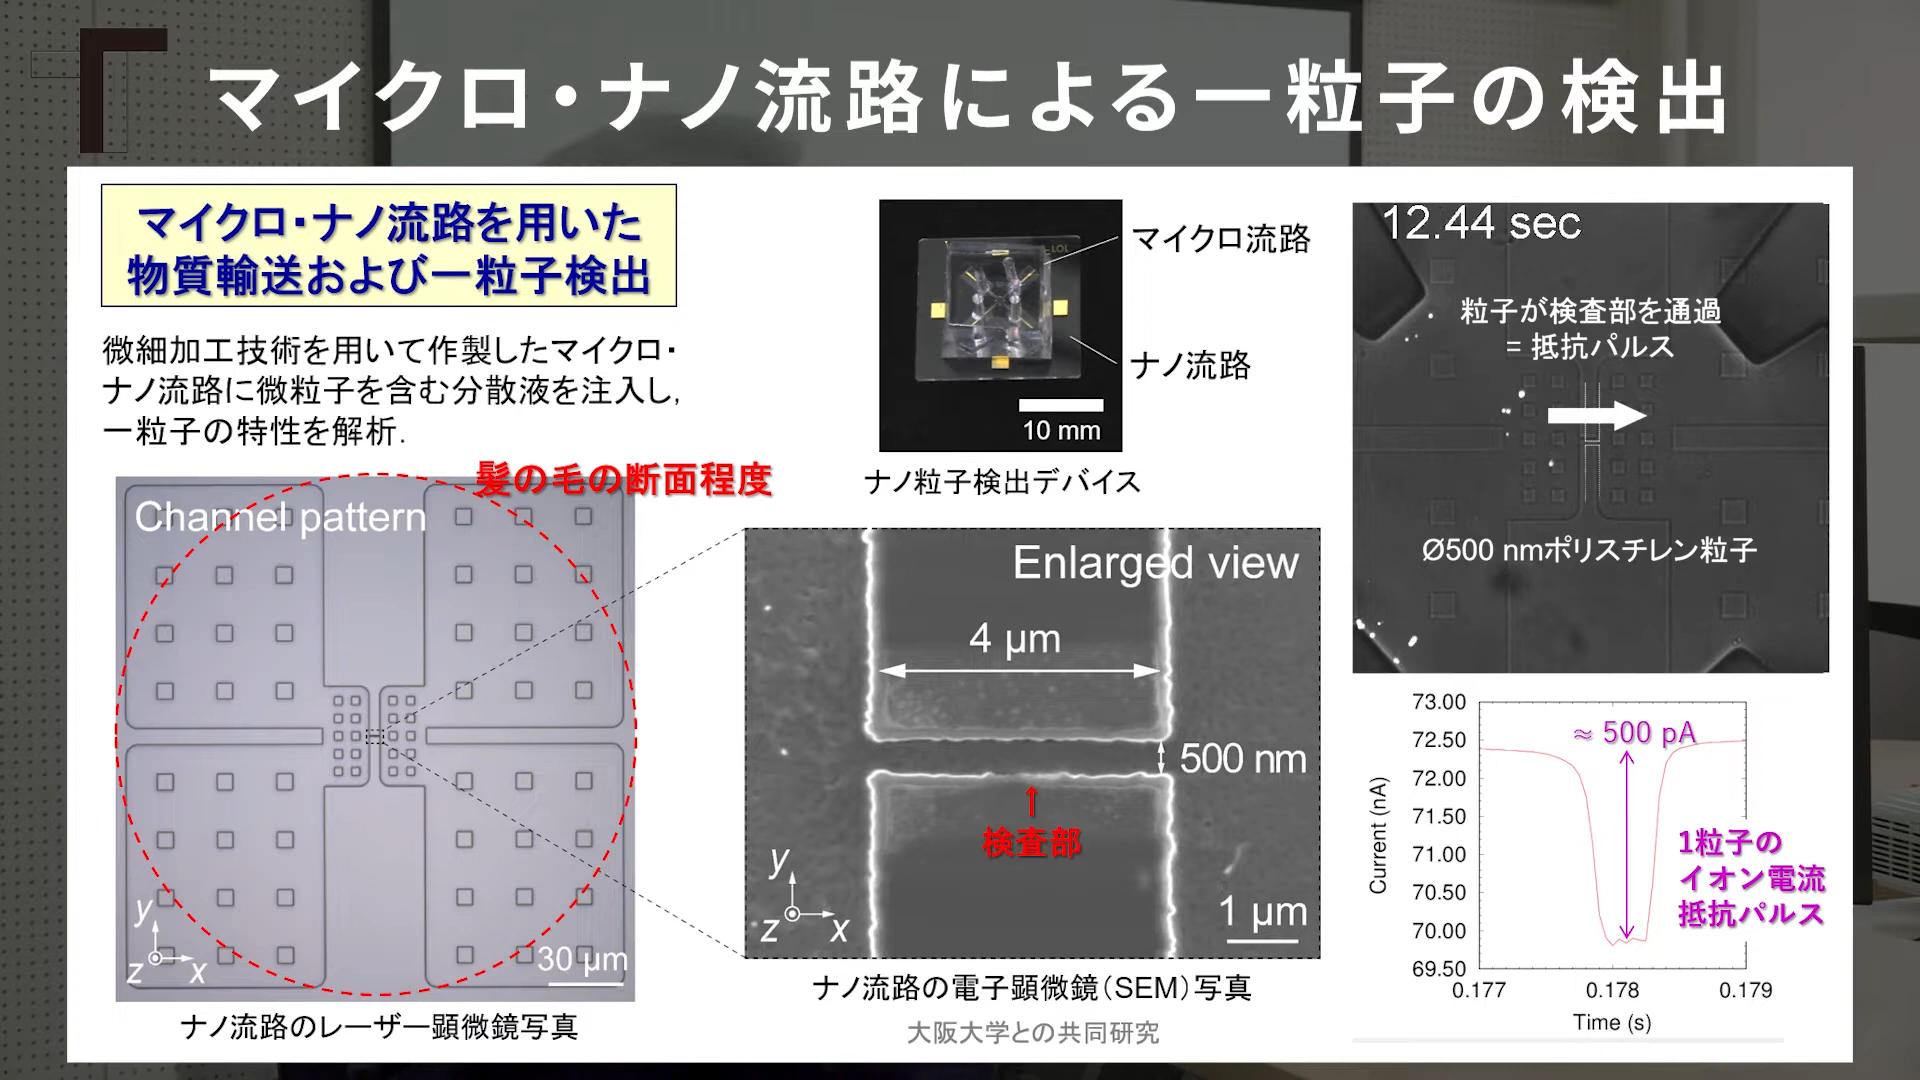 マイクロ・ナノ流路による一粒子の検出
マイクロ・ナノ流路を用いた
物質輸送および一粒子検出
微細加工技術を用いて作製したマイクロ・
ナノ流路に微粒子を含む分散液を注入し,
一粒子の特性を解析.
髪の毛の断面程度
Channel pattern
y
z
x
30 μm
ナノ流路のレーザー顕微鏡写真
マイクロ流路
ナノ流路
10 mm
ナノ粒子検出デバイス
Enlarged view
4 μm
500 nm
検査部
y
z
x
1 μm
ナノ流路の電子顕微鏡（SEM）写真
大阪大学との共同研究
12.44 sec
粒子が検査部を通過
= 抵抗パルス
Ø500 nmポリスチレン粒子
73.00
72.50
72.00
71.50
71.00
70.50
70.00
69.50
Current (nA)
≈ 500 pA
1粒子の
イオン電流
抵抗パルス
0.177
0.178
0.179
Time (s)